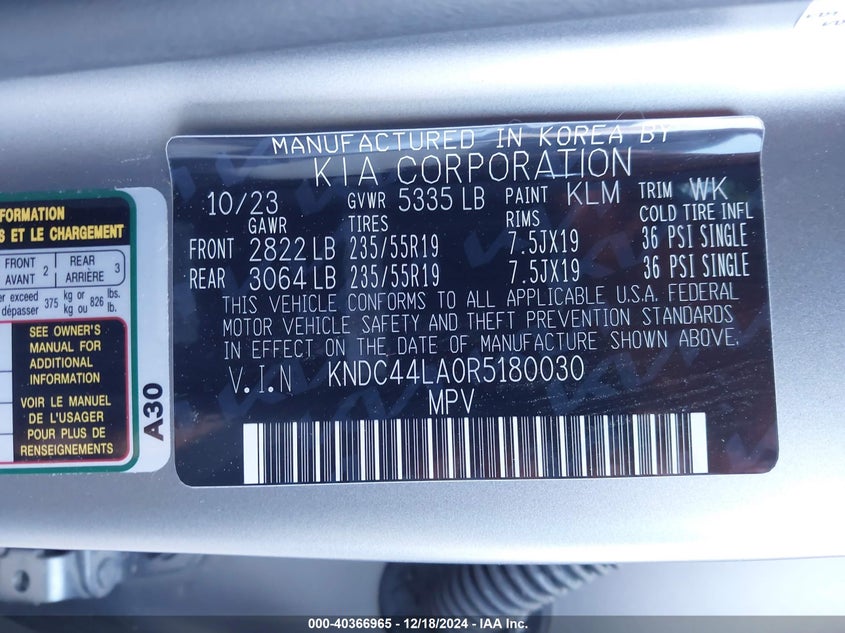 MANUFACTURED IN KOREA BY
KIA CORPORATION
10/23 GVWR 5335 LB PAINT KLM TRIM WK
GAWR TIRES RIMS COLD TIRE INFL
FRONT 2822 LB 235/55R19 7.5JX19 36 PSI SINGLE
REAR 3064 LB 235/55R19 7.5JX19 36 PSI SINGLE
THIS VEHICLE CONFORMS TO ALL APPLICABLE U.S.A. FEDERAL
MOTOR VEHICLE SAFETY AND THEFT PREVENTION STANDARDS
IN EFFECT ON THE DATE OF MANUFACTURE SHOWN ABOVE.
V.I.N KNDC44LA0R5180030
MPV
FORMATION
ET LE CHARGEMENT
FRONT AVANT 2 REAR ARRIÈRE 3
exceed
dépasser 375 kg or kg ou 826 lbs. lb.
SEE OWNER'S
MANUAL FOR
ADDITIONAL
INFORMATION
VOIR LE MANUEL
DE L'USAGER
POUR PLUS DE
RENSEIGNEMENTS
A30
000-40366965 / 12/18/2024 - IAA Inc.